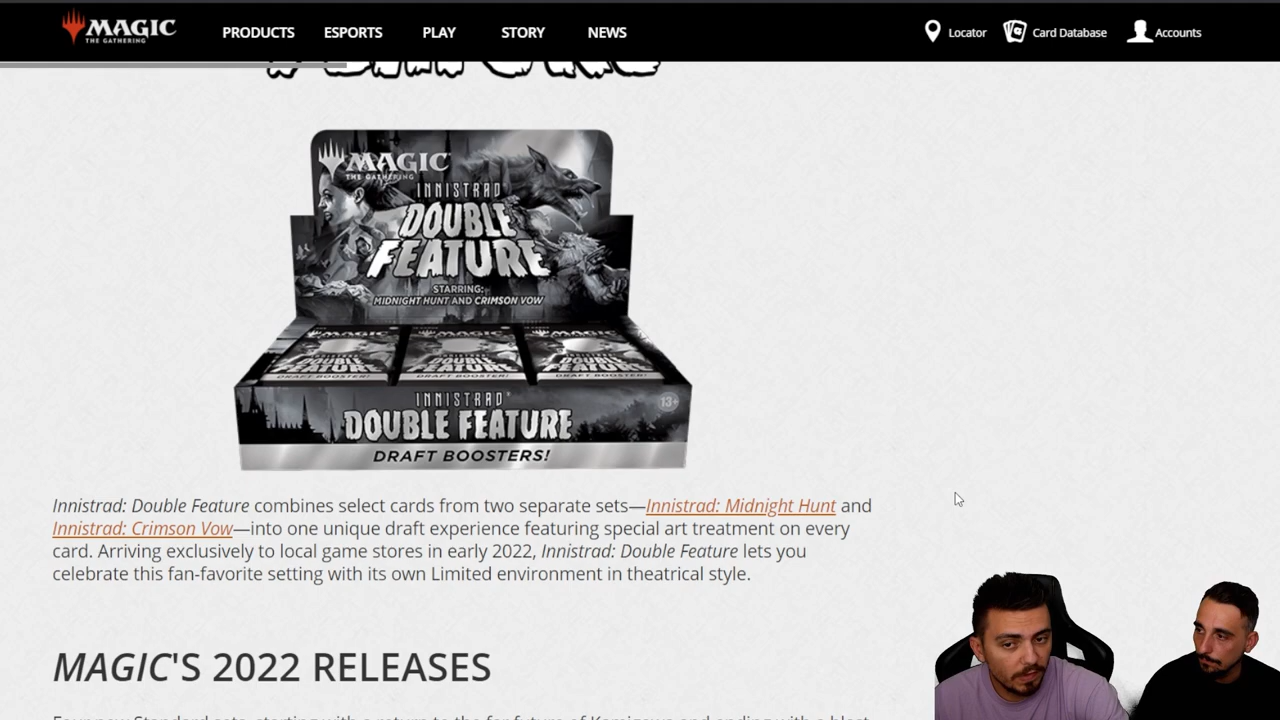 MAGIC
THE GATHERING
PRODUCTS
ESPORTS
PLAY
STORY
NEWS
Locator
Card Database
Accounts
MAGIC
THE GATHERING
INNISTRAD
DOUBLE
FEATURE
STARRING:
MIDNIGHT HUNT AND CRIMSON VOW
INNISTRAD
DOUBLE FEATURE
13+
DRAFT BOOSTERS!
Innistrad: Double Feature combines select cards from two separate sets—Innistrad: Midnight Hunt and
Innistrad: Crimson Vow—into one unique draft experience featuring special art treatment on every
card. Arriving exclusively to local game stores in early 2022, Innistrad: Double Feature lets you
celebrate this fan-favorite setting with its own Limited environment in theatrical style.
MAGIC'S 2022 RELEASES